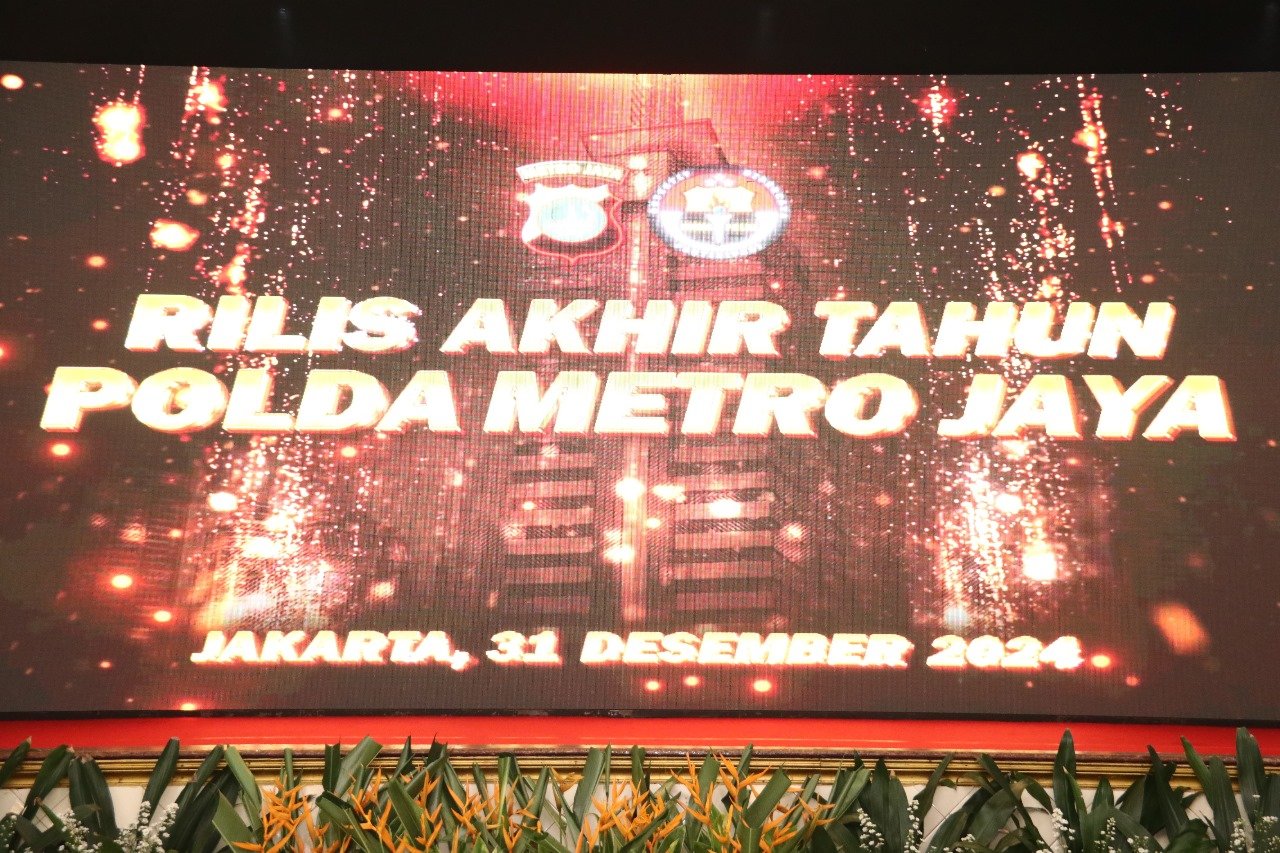 RILIS AKHIR TAHUN
POLDA METRO JAYA
JAKARTA, 31 DESEMBER 2024